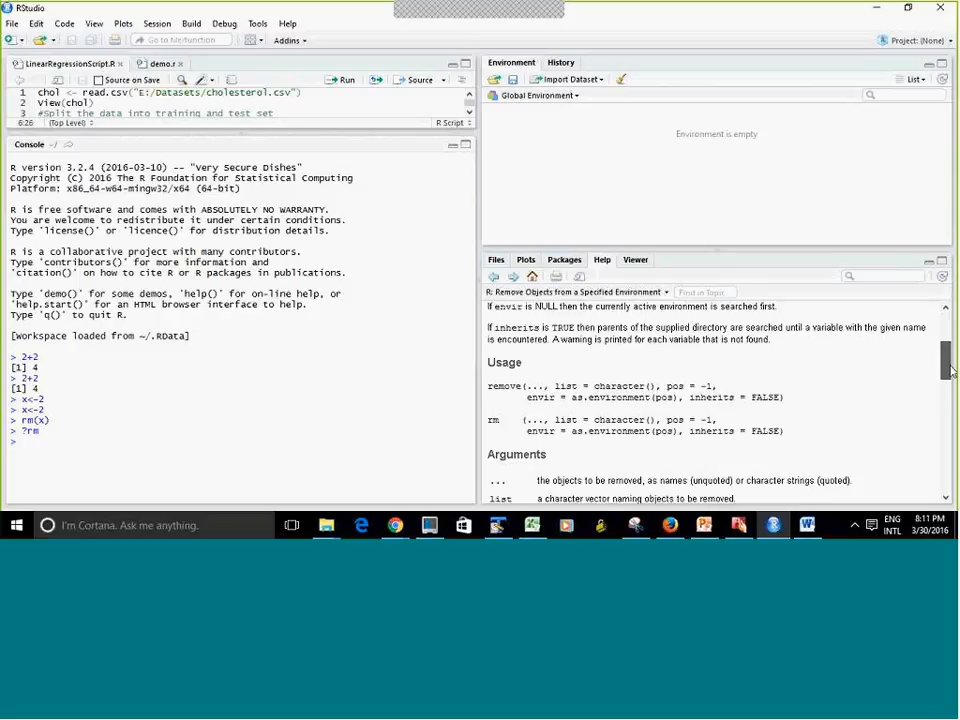 RStudio
File Edit Code View Plots Session Build Debug Tools Help
Go to file/function
Addins
Project: (None)
LinearRegressionScript.R
demo.r
Source on Save
Run
Source
1 chol <- read.csv("E:/Datasets/cholesterol.csv")
2 View(chol)
3 #Split the data into training and test set
6:26 (Top Level) R Script
Console ~/
R version 3.2.4 (2016-03-10) -- "Very Secure Dishes"
Copyright (C) 2016 The R Foundation for Statistical Computing
Platform: x86_64-w64-mingw32/x64 (64-bit)
R is free software and comes with ABSOLUTELY NO WARRANTY.
You are welcome to redistribute it under certain conditions.
Type 'license()' or 'licence()' for distribution details.
R is a collaborative project with many contributors.
Type 'contributors()' for more information and
'citation()' on how to cite R or R packages in publications.
Type 'demo()' for some demos, 'help()' for on-line help, or
'help.start()' for an HTML browser interface to help.
Type 'q()' to quit R.
[Workspace loaded from ~/.RData]
> 2+2
[1] 4
> 2+2
[1] 4
> x<-2
> x<-2
> rm(x)
> ?rm
>
Environment History
Import Dataset
List
Global Environment
Environment is empty
Files Plots Packages Help Viewer
R: Remove Objects from a Specified Environment
Find in Topic
If envir is NULL then the currently active environment is searched first.
If inherits is TRUE then parents of the supplied directory are searched until a variable with the given name
is encountered. A warning is printed for each variable that is not found.
Usage
remove(..., list = character(), pos = -1,
envir = as.environment(pos), inherits = FALSE)
rm (..., list = character(), pos = -1,
envir = as.environment(pos), inherits = FALSE)
Arguments
... the objects to be removed, as names (unquoted) or character strings (quoted).
list a character vector naming objects to be removed.
I'm Cortana. Ask me anything.
ENG
INTL
8:11 PM
3/30/2016